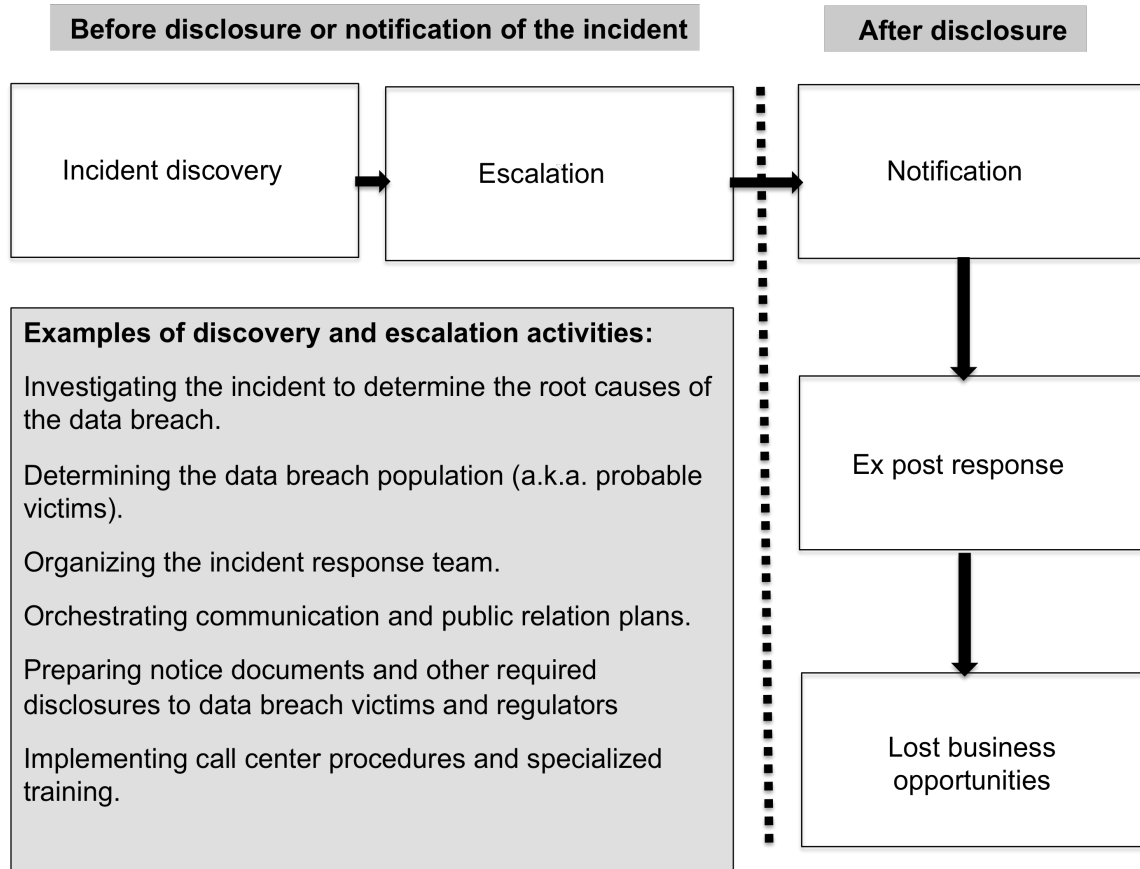 Before disclosure or notification of the incident
After disclosure
Incident discovery
Escalation
Notification
Examples of discovery and escalation activities:
Investigating the incident to determine the root causes of
the data breach.
Determining the data breach population (a.k.a. probable
victims).
Organizing the incident response team.
Orchestrating communication and public relation plans.
Preparing notice documents and other required
disclosures to data breach victims and regulators
Implementing call center procedures and specialized
training.
Ex post response
Lost business
opportunities